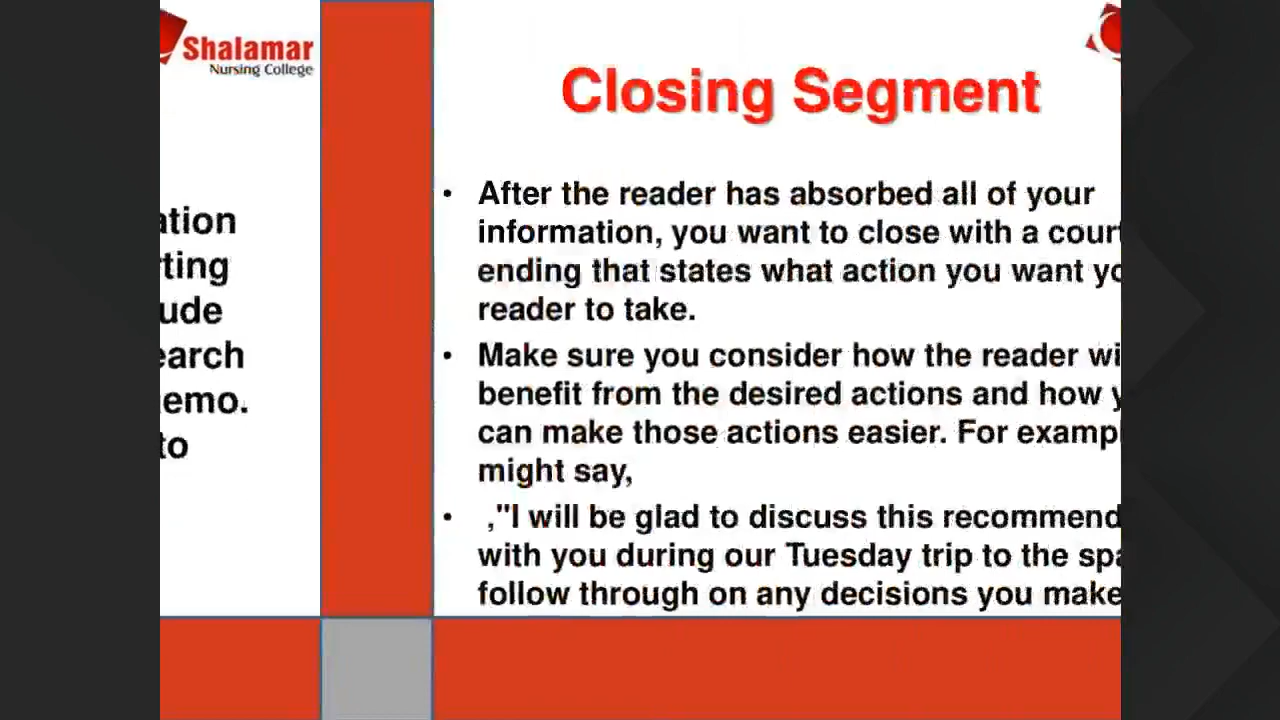 Shalamar
Nursing College
ation
ting
ude
earch
emo.
to
Closing Segment
• After the reader has absorbed all of your
information, you want to close with a court
ending that states what action you want yo
reader to take.
• Make sure you consider how the reader wi
benefit from the desired actions and how y
can make those actions easier. For examp
might say,
• ,"I will be glad to discuss this recommend
with you during our Tuesday trip to the spa
follow through on any decisions you make